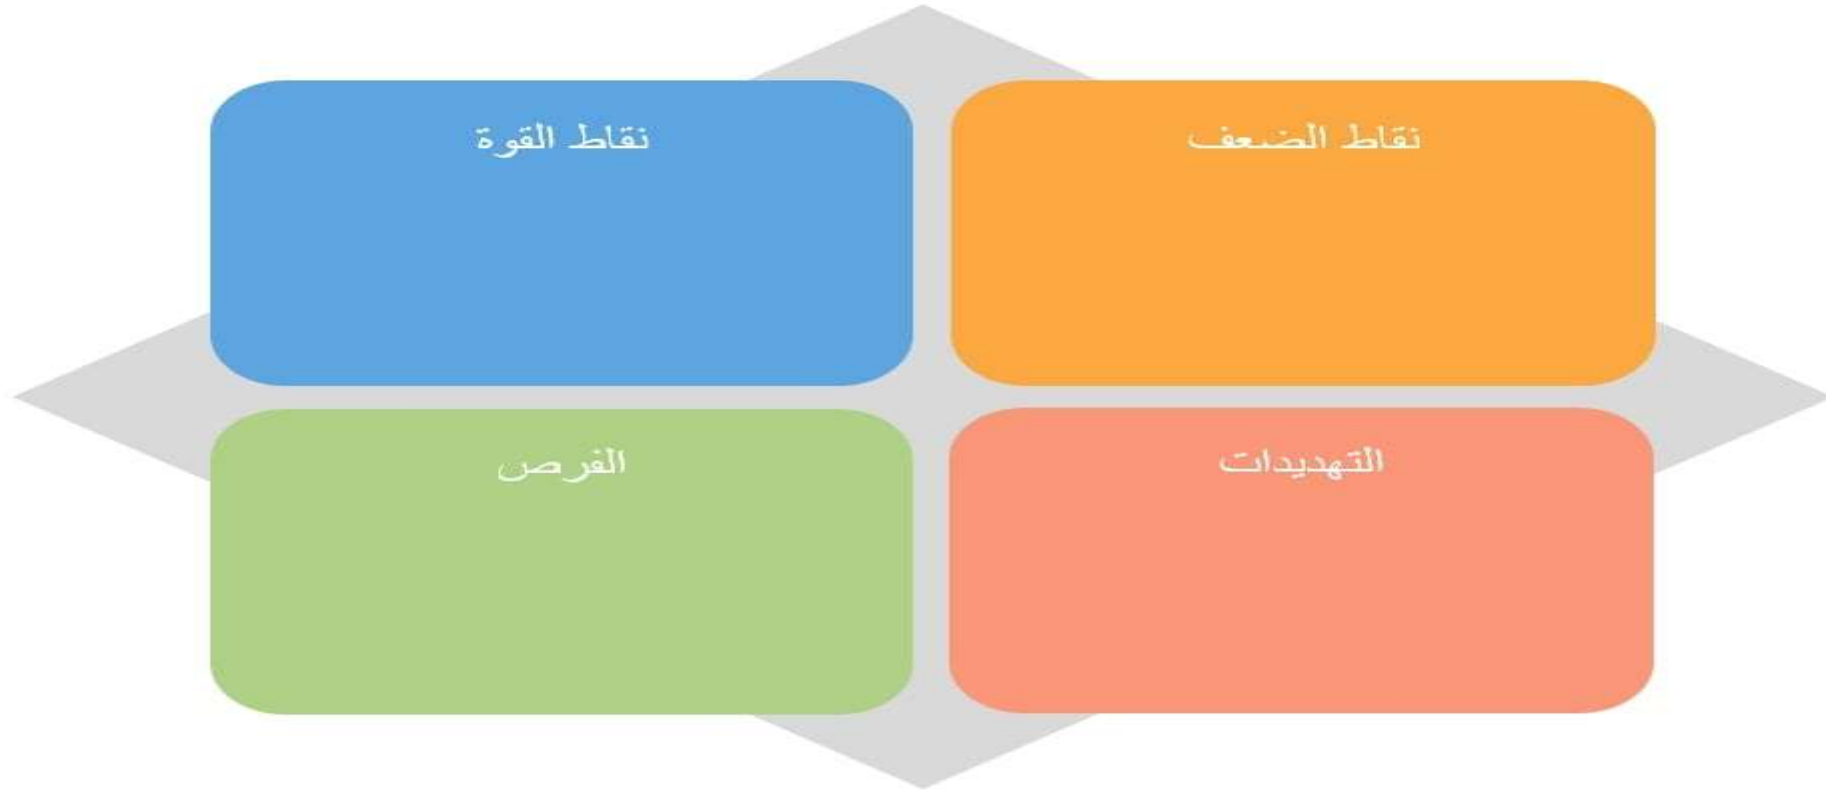 نقاط القوة
نقاط الضعف
الفرص
التهديدات